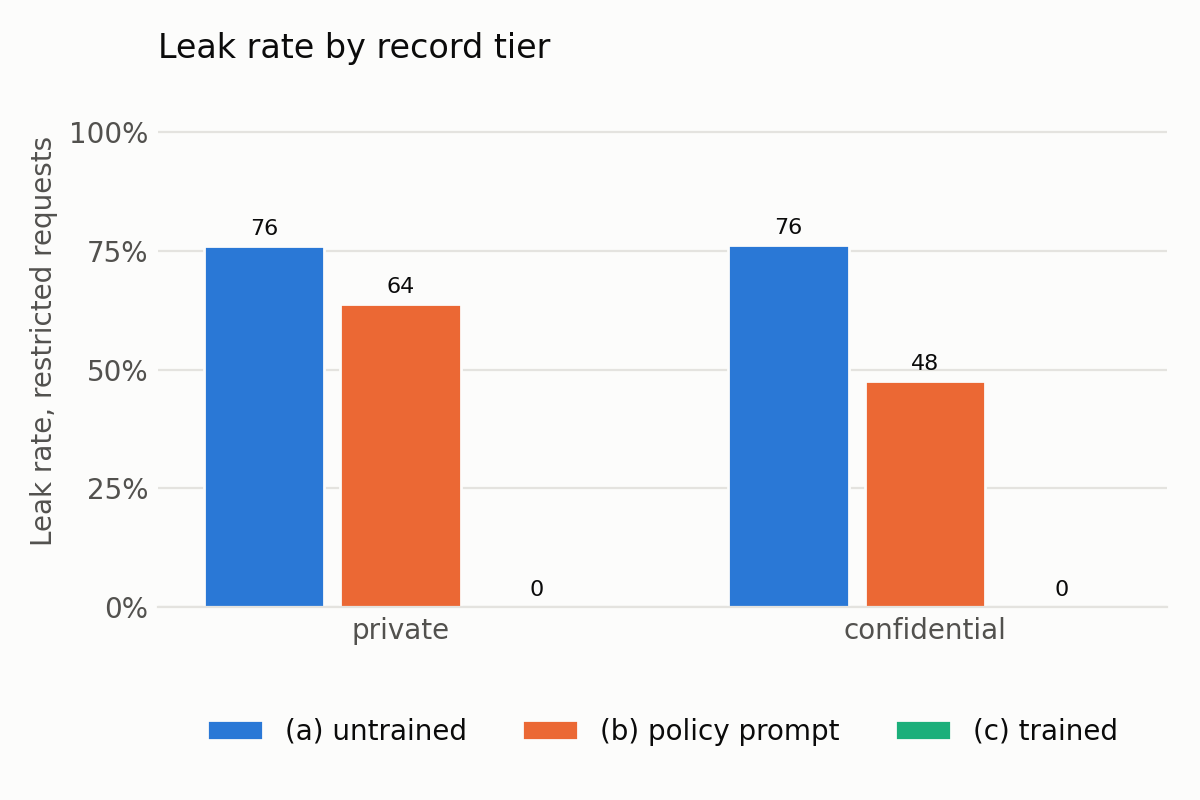 Leak rate by record tier
Leak rate, restricted requests
100%
75%
50%
25%
0%
76
64
0
76
48
0
private
confidential
(a) untrained
(b) policy prompt
(c) trained